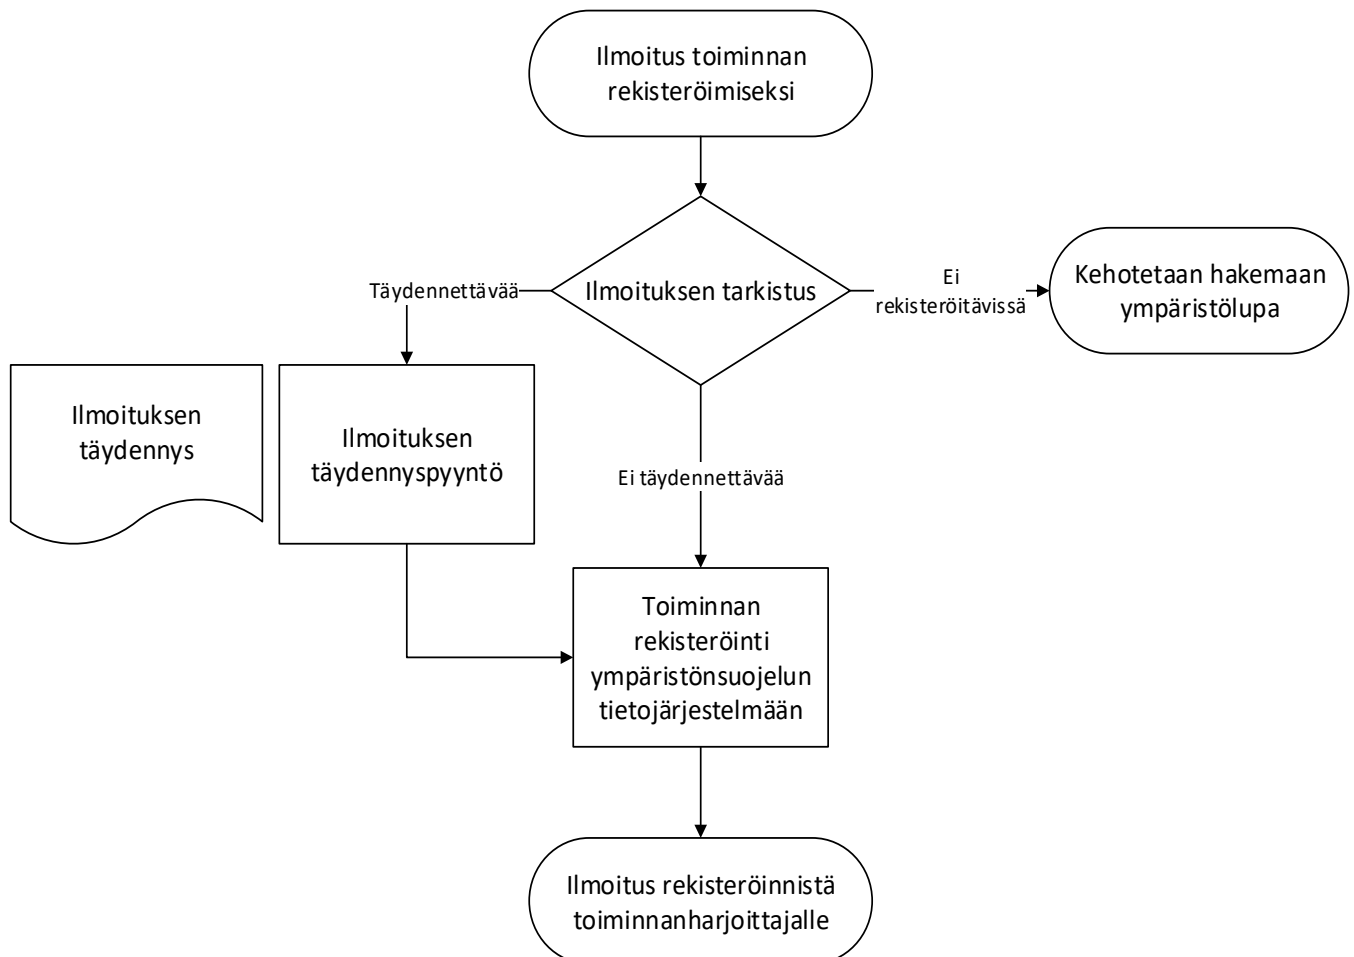 Ilmoitus toiminnan
rekisteröimiseksi
Ilmoituksen tarkistus
Täydennettävää
Ei
rekisteröitävissä
Kehotetaan hakemaan
ympäristölupa
Ilmoituksen
täydennys
Ilmoituksen
täydennyspyyntö
Ei täydennettävää
Toiminnan
rekisteröinti
ympäristönsuojelun
tietojärjestelmään
Ilmoitus rekisteröinnistä
toiminnanharjoittajalle